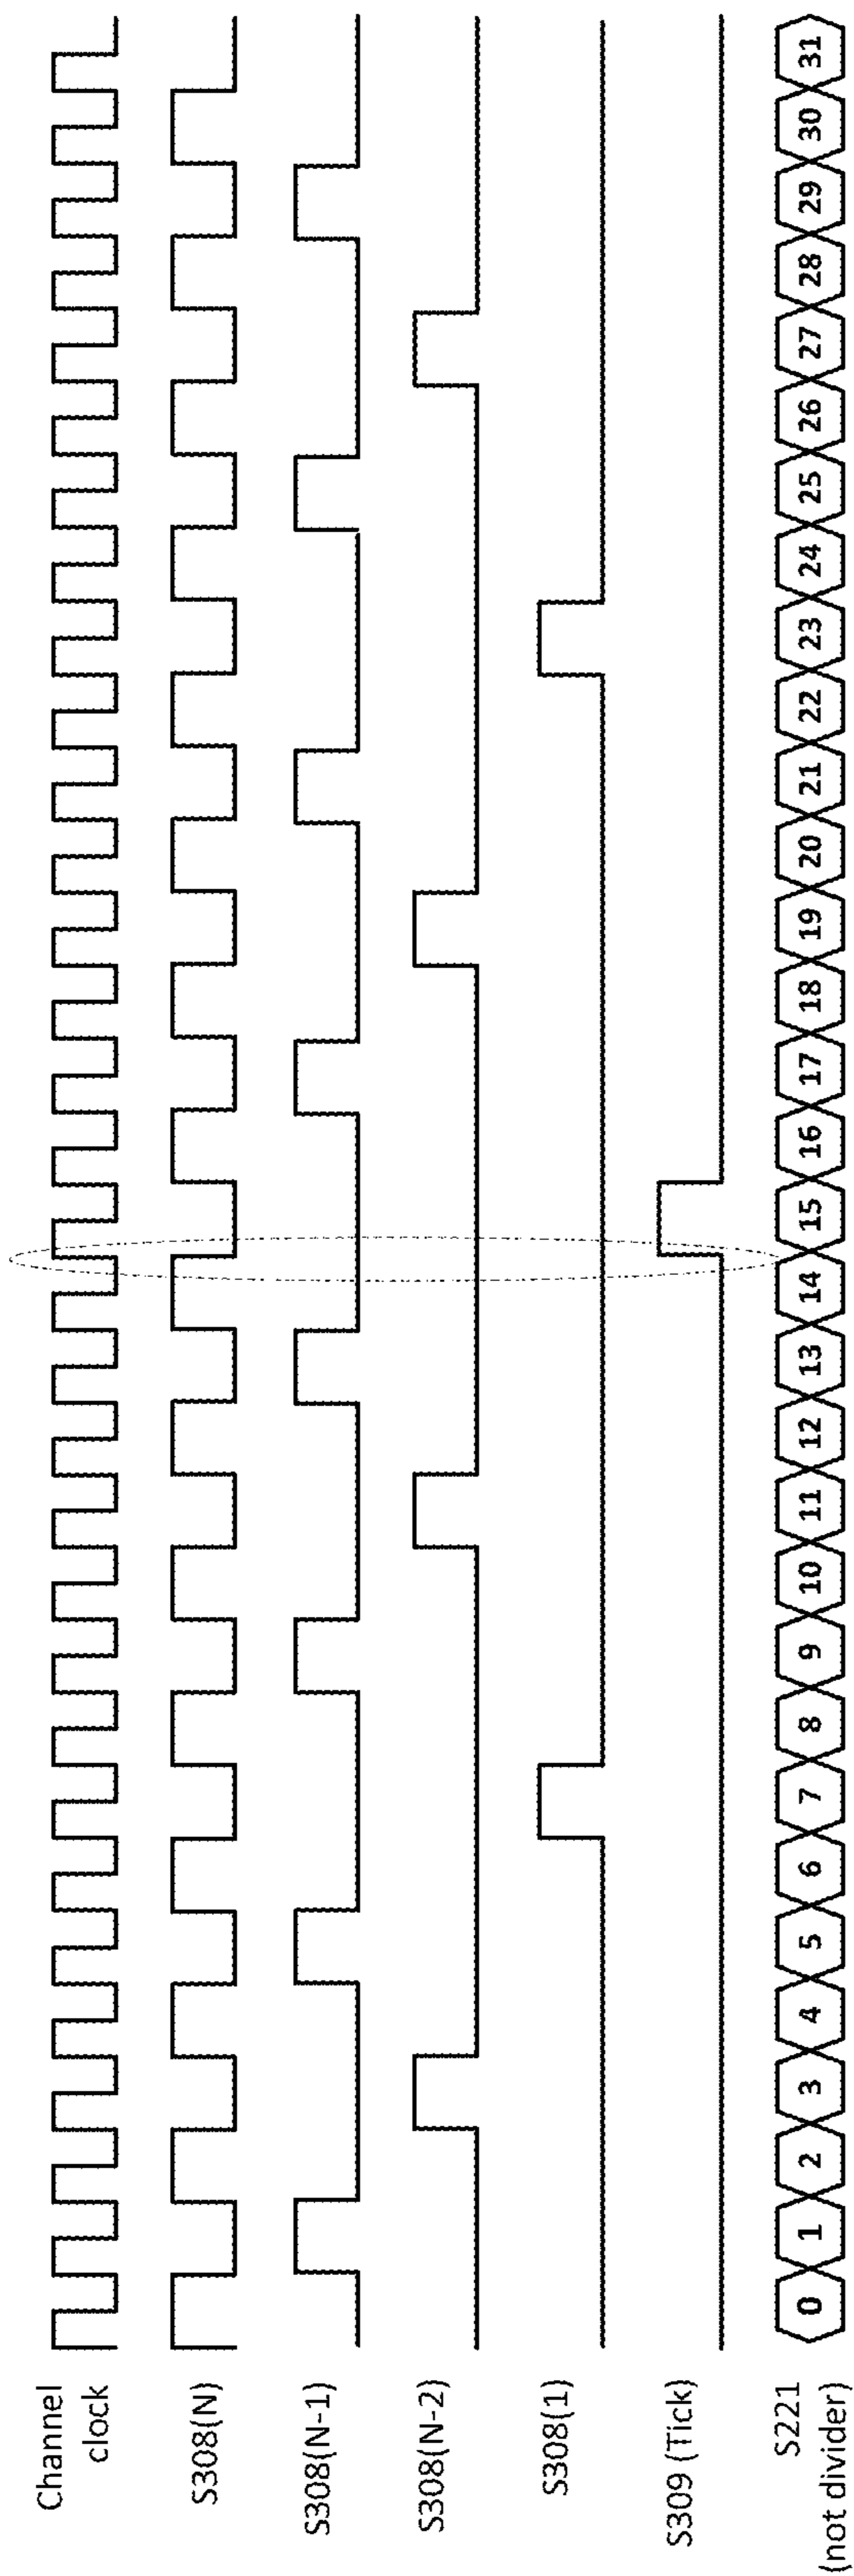 Channel
clock
S308(N)
S308(N-1)
S308(N-2)
S308(1)
S309 (Tick)
S221
(not divider)
0 1 2 3 4 5 6 7 8 9 10 11 12 13 14 15 16 17 18 19 20 21 22 23 24 25 26 27 28 29 30 31